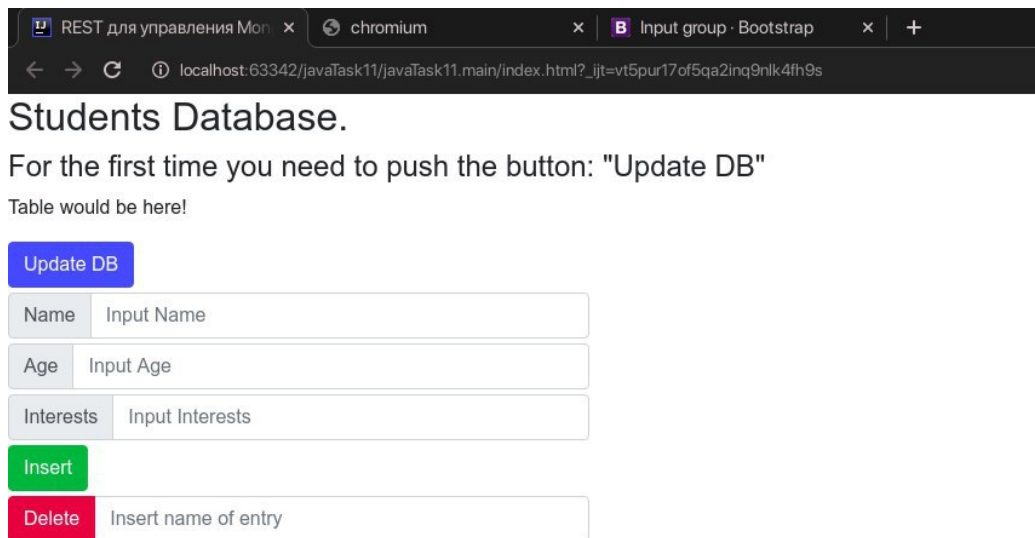 REST для управления Mon
chromium
B Input group · Bootstrap
localhost:63342/javaTask11/javaTask11.main/index.html?_ijt=vt5pur17of5qa2inq9nlk4fh9s
Students Database.
For the first time you need to push the button: "Update DB"
Table would be here!
Update DB
Name Input Name
Age Input Age
Interests Input Interests
Insert
Delete Insert name of entry